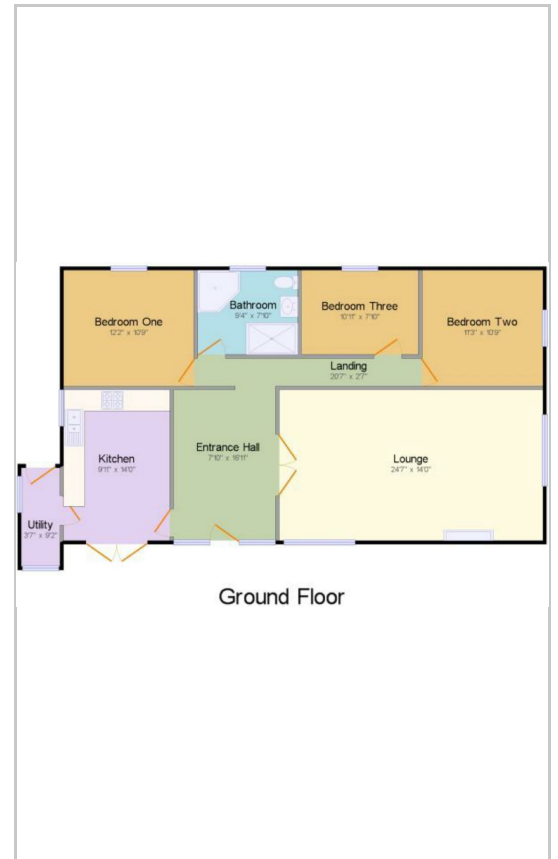 Bedroom One
12'2" x 10'9"
Bathroom
9'4" x 7'10"
Bedroom Three
10'11" x 7'10"
Bedroom Two
11'3" x 10'9"
Landing
20'7" x 2'7"
Kitchen
9'11" x 14'0"
Entrance Hall
7'10" x 16'11"
Lounge
24'7" x 14'0"
Utility
3'7" x 9'2"
Ground Floor